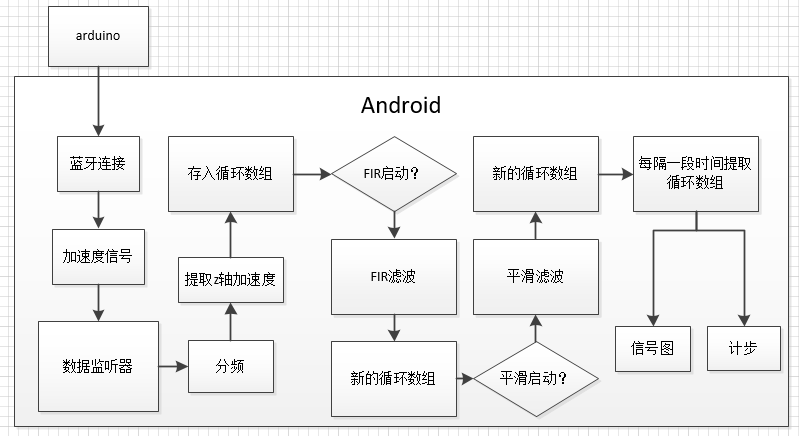 arduino
Android
蓝牙连接
加速度信号
数据监听器
分频
提取z轴加速度
存入循环数组
FIR启动?
FIR滤波
新的循环数组
平滑启动?
平滑滤波
新的循环数组
每隔一段时间提取
循环数组
信号图
计步